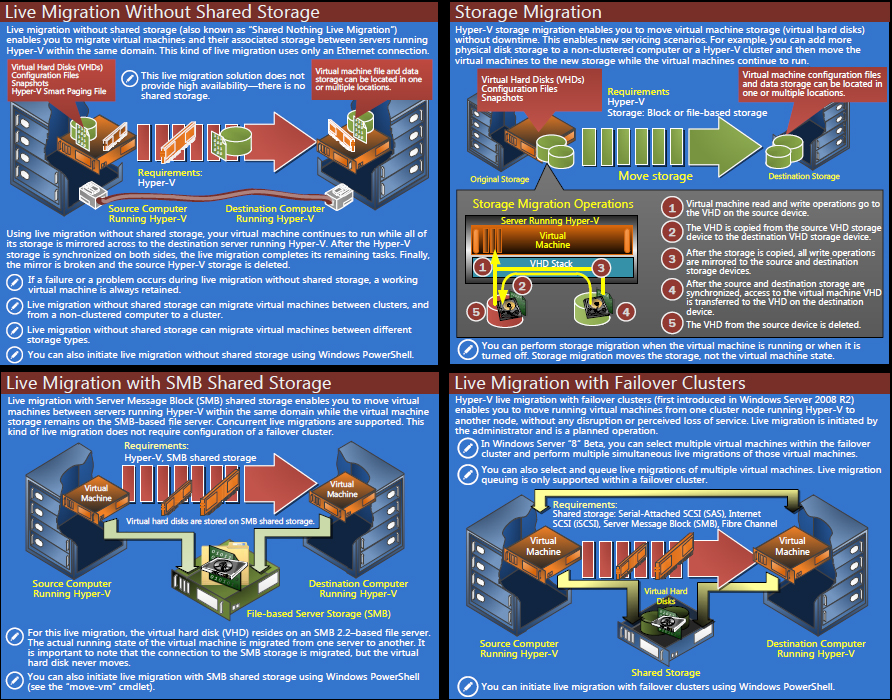 Live Migration Without Shared Storage
Live migration without shared storage (also known as “Shared Nothing Live Migration”)
enables you to migrate virtual machines and their associated storage between servers running
Hyper-V within the same domain. This kind of live migration uses only an Ethernet connection.
Virtual Hard Disks (VHDs)
Configuration Files
Snapshots
Hyper-V Smart Paging File
This live migration solution does not
provide high availability—there is no
shared storage.
Virtual machine file and data
storage can be located in one
or multiple locations.
Requirements:
Hyper-V
Source Computer
Running Hyper-V
Destination Computer
Running Hyper-V
Using live migration without shared storage, your virtual machine continues to run while all of
its storage is mirrored across to the destination server running Hyper-V. After the Hyper-V
storage is synchronized on both sides, the live migration completes its remaining tasks. Finally,
the mirror is broken and the source Hyper-V storage is deleted.
If a failure or a problem occurs during live migration without shared storage, a working
virtual machine is always retained.
Live migration without shared storage can migrate virtual machines between clusters, and
from a non-clustered computer to a cluster.
Live migration without shared storage can migrate virtual machines between different
storage types.
You can also initiate live migration without shared storage using Windows PowerShell.
Storage Migration
Hyper-V storage migration enables you to move virtual machine storage (virtual hard disks)
without downtime. This enables new servicing scenarios. For example, you can add more
physical disk storage to a non-clustered computer or a Hyper-V cluster and then move the
virtual machines to the new storage while the virtual machines continue to run.
Virtual Hard Disks (VHDs)
Configuration Files
Snapshots
Requirements
Hyper-V
Storage: Block or file-based storage
Virtual machine configuration files
and data storage can be located in
one or multiple locations.
Original Storage
Move storage
Destination Storage
Storage Migration Operations
Server Running Hyper-V
Virtual
Machine
VHD Stack
1
3
2
5
4
1
Virtual machine read and write operations go to
the VHD on the source device.
2
The VHD is copied from the source VHD storage
device to the destination VHD storage device.
3
After the storage is copied, all write operations
are mirrored to the source and destination
storage devices.
4
After the source and destination storage are
synchronized, access to the virtual machine VHD
is transferred to the VHD on the destination
device.
5
The VHD from the source device is deleted.
You can perform storage migration when the virtual machine is running or when it is
turned off. Storage migration moves the storage, not the virtual machine state.
Live Migration with SMB Shared Storage
Live migration with Server Message Block (SMB) shared storage enables you to move virtual
machines between servers running Hyper-V within the same domain while the virtual machine
storage remains on the SMB-based file server. Concurrent live migrations are supported. This
kind of live migration does not require configuration of a failover cluster.
Requirements:
Hyper-V, SMB shared storage
Virtual
Machine
Virtual
Machine
Virtual hard disks are stored on SMB shared storage.
Source Computer
Running Hyper-V
Destination Computer
Running Hyper-V
File-based Server Storage (SMB)
For this live migration, the virtual hard disk (VHD) resides on an SMB 2.2–based file server.
The actual running state of the virtual machine is migrated from one server to another. It
is important to note that the connection to the SMB storage is migrated, but the virtual
hard disk never moves.
You can also initiate live migration with SMB shared storage using Windows PowerShell
(see the “move-vm” cmdlet).
Live Migration with Failover Clusters
Hyper-V live migration with failover clusters (first introduced in Windows Server 2008 R2)
enables you to move running virtual machines from one cluster node running Hyper-V to
another node, without any disruption or perceived loss of service. Live migration is initiated by
the administrator and is a planned operation.
In Windows Server “8” Beta, you can select multiple virtual machines within the failover
cluster and perform multiple simultaneous live migrations of those virtual machines.
You can also select and queue live migrations of multiple virtual machines. Live migration
queuing is only supported within a failover cluster.
Requirements:
Shared storage: Serial-Attached SCSI (SAS), Internet
SCSI (iSCSI), Server Message Block (SMB), Fibre Channel
Virtual
Machine
Virtual
Machine
Virtual Hard
Disks
Source Computer
Running Hyper-V
Destination Computer
Running Hyper-V
Shared Storage
You can initiate live migration with failover clusters using Windows PowerShell.